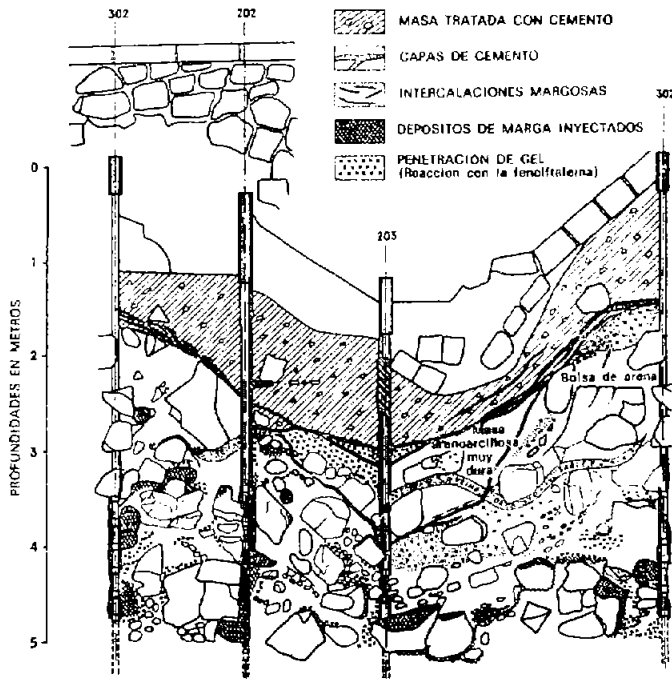 302
202
MASA TRATADA CON CEMENTO
CAPAS DE CEMENTO
INTERCALACIONES MARGOSAS
DEPOSITOS DE MARGA INYECTADOS
PENETRACIÓN DE GEL
(Reaccion con la fenolftaleina)
302
203
PROFUNDIDADES EN METROS
0
1
2
3
4
5
Bolsa de arena
Masa
arenoarcillosa
muy
dura